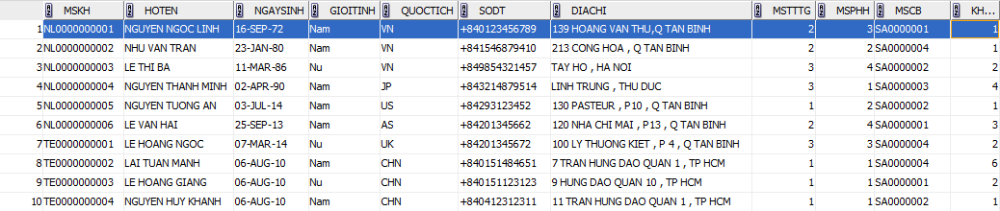 MSKH HOTEN NGAYSINH GIOITINH QUOCTICH SODT DIACHI MSTTTG MSPHH MSCB KH...
1 NL0000000001 NGUYEN NGOC LINH 16-SEP-72 Nam VN +840123456789 139 HOANG VAN THU,Q TAN BINH 2 3 SA0000001 1
2 NL0000000002 NHU VAN TRAN 23-JAN-80 Nam VN +841546879410 213 CONG HOA , Q TAN BINH 2 2 SA0000004 1
3 NL0000000003 LE THI BA 11-MAR-86 Nu VN +849854321457 TAY HO , HA NOI 3 4 SA0000002 2
4 NL0000000004 NGUYEN THANH MINH 02-APR-90 Nam JP +843214879514 LINH TRUNG , THU DUC 3 1 SA0000003 4
5 NL0000000005 NGUYEN TUONG AN 03-JUL-14 Nam US +84293123452 130 PASTEUR , P10 , Q TAN BINH 1 2 SA0000002 1
6 NL0000000006 LE VAN HAI 25-SEP-13 Nam AS +84201345662 120 NHA CHI MAI , P13 , Q TAN BINH 2 4 SA0000001 3
7 TE0000000001 LE HOANG NGOC 07-MAR-14 Nu UK +84201345672 100 LY THUONG KIET , P 4 , Q TAN BINH 2 3 SA0000002 3
8 TE0000000002 LAI TUAN MANH 06-AUG-10 Nam CHN +840151484651 7 TRAN HUNG DAO QUAN 1 , TP HCM 1 1 SA0000004 6
9 TE0000000003 LE HOANG GIANG 06-AUG-10 Nu CHN +840151123123 9 HUNG DAO QUAN 10 , TP HCM 1 1 SA0000001 2
10 TE0000000004 NGUYEN HUY KHANH 06-AUG-10 Nam CHN +840412312311 11 TRAN HUNG DAO QUAN 1 , TP HCM 1 1 SA0000002 1